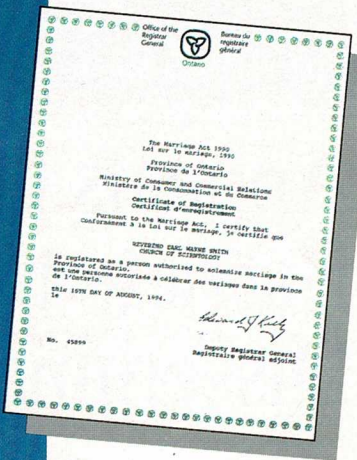 Office of the
Registrar
General
Bureau du
registraire
général
Ontario
The Marriage Act 1990
Loi sur le mariage, 1990
Province of Ontario
Province de l'Ontario
Ministry of Consumer and Commercial Relations
Ministère de la Consommation et du Commerce
Certificate of Registration
Certificat d'enregistrement
Pursuant to the Marriage Act, I certify that
Conformément à la Loi sur le mariage, je certifie que
REVEREND CARL WAYNE SMITH
CHURCH OF SCIENTOLOGY
is registered as a person authorized to solemnize marriage in the
Province of Ontario.
est une personne autorisée à célébrer des mariages dans la province
de l'Ontario.
this 15TH DAY OF AUGUST, 1994.
le
No. 45899
Deputy Registrar General
Registraire général adjoint